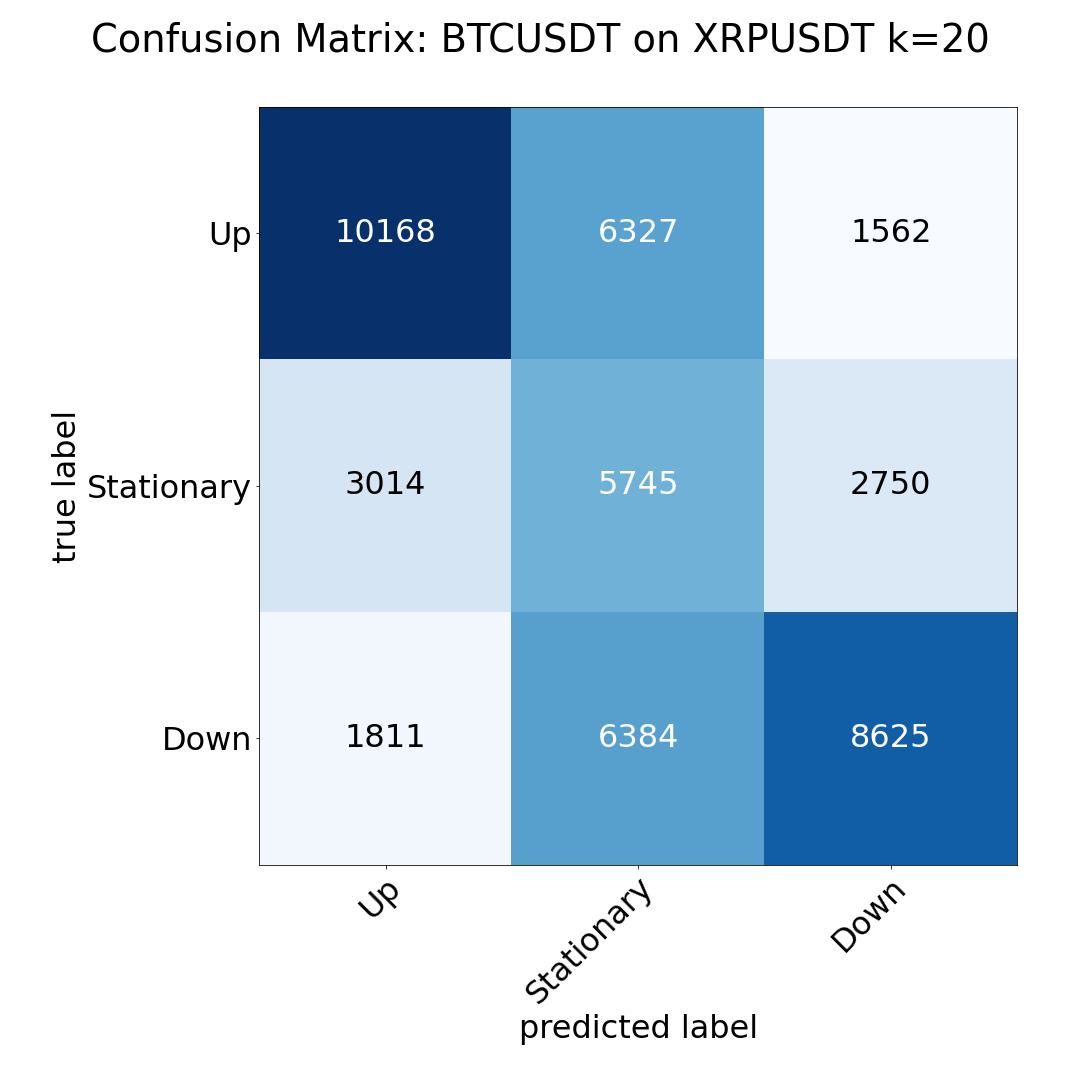 Confusion Matrix: BTCUSDT on XRPUSDT k=20
Up 10168 6327 1562
true label
Stationary 3014 5745 2750
Down 1811 6384 8625
Up Stationary Down
predicted label